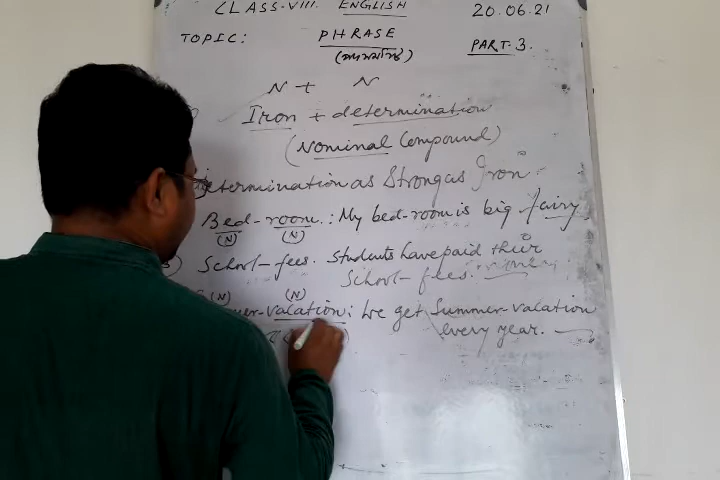 CLASS-VIII. ENGLISH 20.06.21
TOPIC: PHRASE PART. 3.
N + N
Iron + determination
(Nominal Compound)
Determination as Strong as Iron.
Bed-room.: My bed-room is big. fairy
(N) (N)
School-fees. Students have paid their
School-fees.
(N) (N)
mer-vacation: We get Summer-vacation
every year.